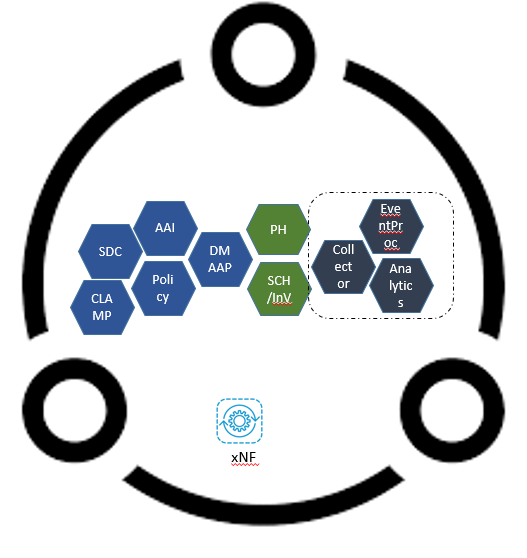 SDC
AAI
CLA
MP
Poli
cy
DM
AAP
PH
SCH
/InV
Coll
ect
or
Eve
ntPr
oc
Ana
lytic
s
xNF